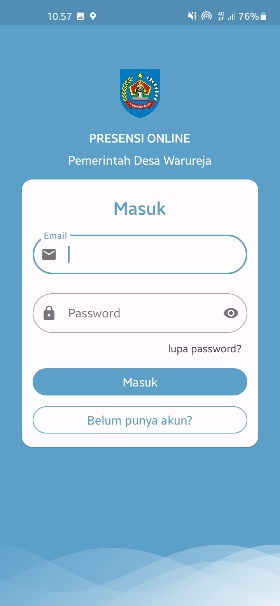 10.57
76%
PRESENSI ONLINE
Pemerintah Desa Warureja
Masuk
Email
Password
lupa password?
Masuk
Belum punya akun?